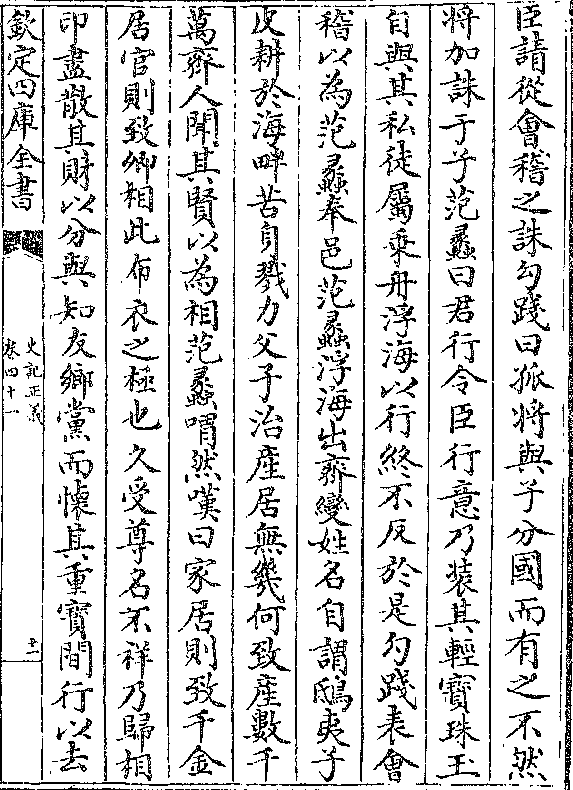 臣請從會稽之誅勾踐曰孤將與子分國而有之不然
將加誅于子范蠡曰君行令臣行意乃裝其輕寶珠玉
自與其私徒屬乗舟浮海以行終不反於是勾踐表會
稽以為范蠡奉邑范蠡浮海出齊變姓名自謂鴟夷子
皮耕於海畔苦身戮力父子治産居無幾何致産數千
萬齊人聞其賢以為相范蠡喟然嘆曰家居則致千金
居官則致卿相此布衣之極也久受尊名不祥乃歸相
印盡散其財以分與知友鄉黨而懐其重寶間行以去
欽定四庫全書
史記正義
卷四十一
十二